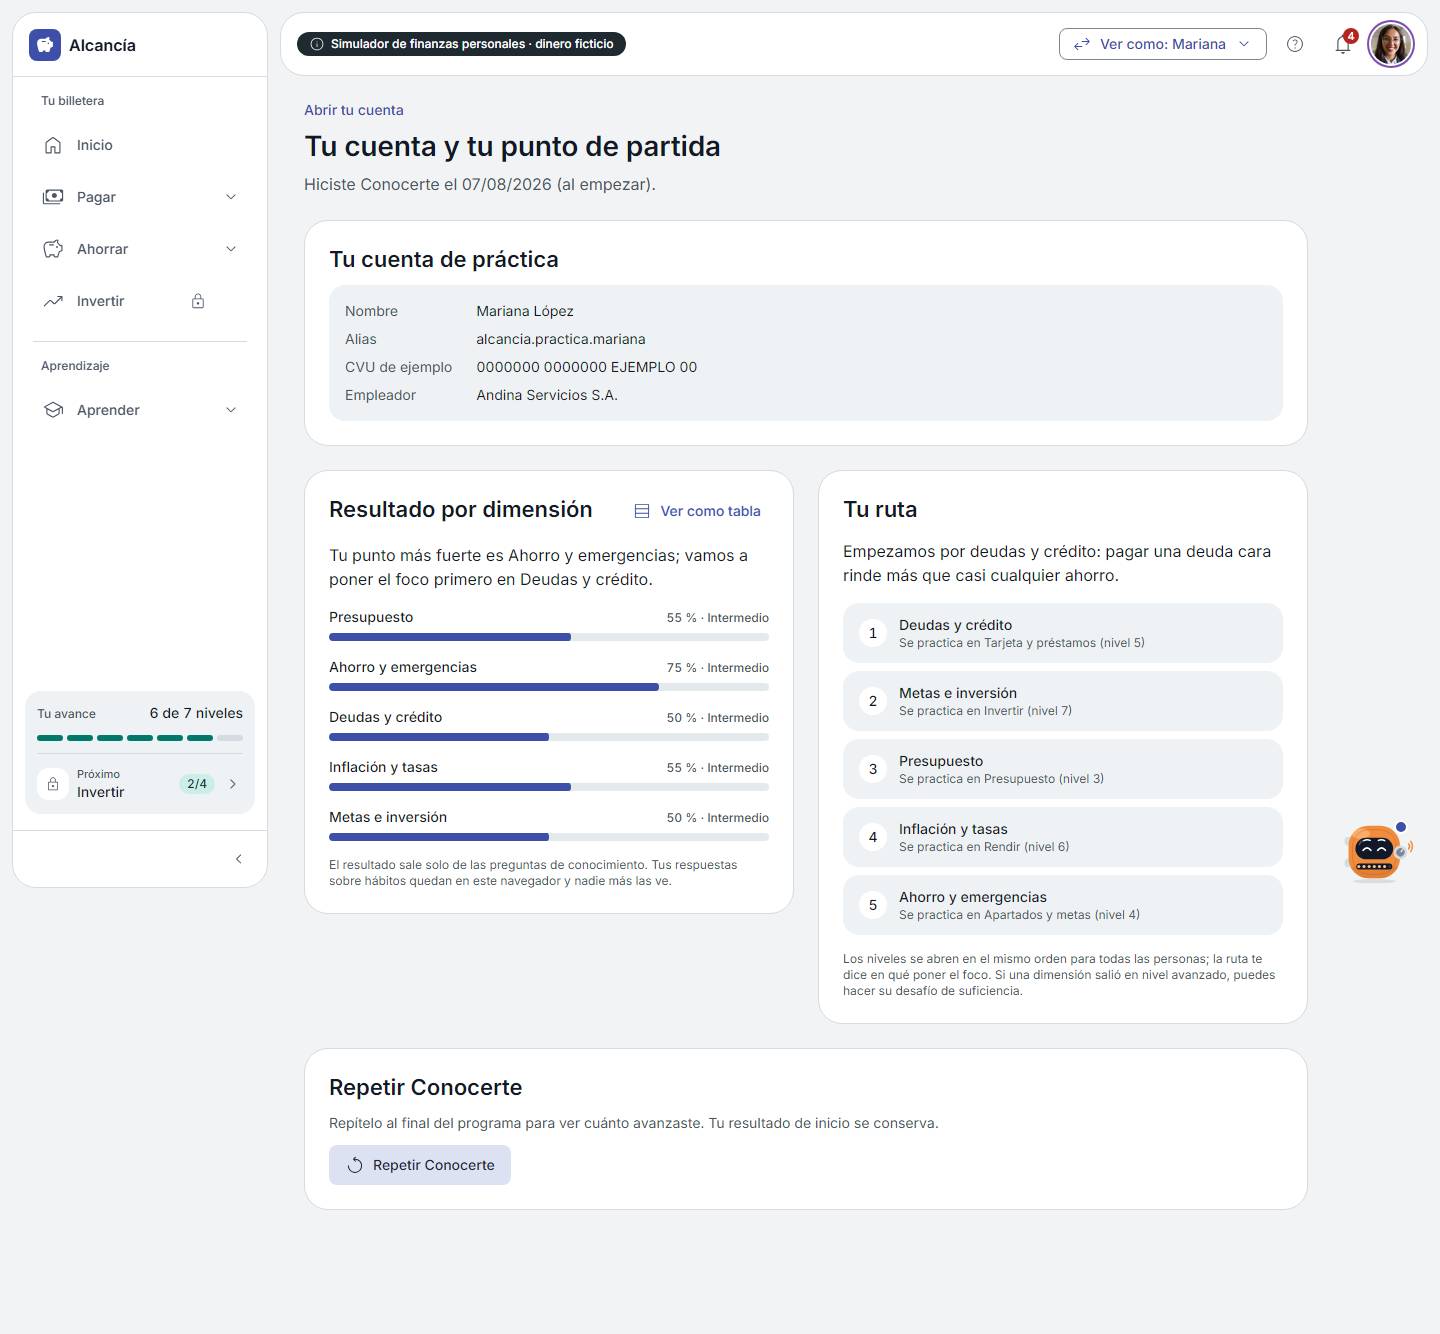 Alcancía
Simulador de finanzas personales · dinero ficticio
Ver como: Mariana
4
Tu billetera
Inicio
Pagar
Ahorrar
Invertir
Aprendizaje
Aprender
Tu avance
6 de 7 niveles
Próximo
Invertir
2/4
Abrir tu cuenta
Tu cuenta y tu punto de partida
Hiciste Conocerte el 07/08/2026 (al empezar).
Tu cuenta de práctica
Nombre Mariana López
Alias alcancia.practica.mariana
CVU de ejemplo 0000000 0000000 EJEMPLO 00
Empleador Andina Servicios S.A.
Resultado por dimensión
Ver como tabla
Tu punto más fuerte es Ahorro y emergencias; vamos a
poner el foco primero en Deudas y crédito.
Presupuesto 55 % · Intermedio
Ahorro y emergencias 75 % · Intermedio
Deudas y crédito 50 % · Intermedio
Inflación y tasas 55 % · Intermedio
Metas e inversión 50 % · Intermedio
El resultado sale solo de las preguntas de conocimiento. Tus respuestas
sobre hábitos quedan en este navegador y nadie más las ve.
Tu ruta
Empezamos por deudas y crédito: pagar una deuda cara
rinde más que casi cualquier ahorro.
1 Deudas y crédito
Se practica en Tarjeta y préstamos (nivel 5)
2 Metas e inversión
Se practica en Invertir (nivel 7)
3 Presupuesto
Se practica en Presupuesto (nivel 3)
4 Inflación y tasas
Se practica en Rendir (nivel 6)
5 Ahorro y emergencias
Se practica en Apartados y metas (nivel 4)
Los niveles se abren en el mismo orden para todas las personas; la ruta te
dice en qué poner el foco. Si una dimensión salió en nivel avanzado, puedes
hacer su desafío de suficiencia.
Repetir Conocerte
Repítelo al final del programa para ver cuánto avanzaste. Tu resultado de inicio se conserva.
Repetir Conocerte